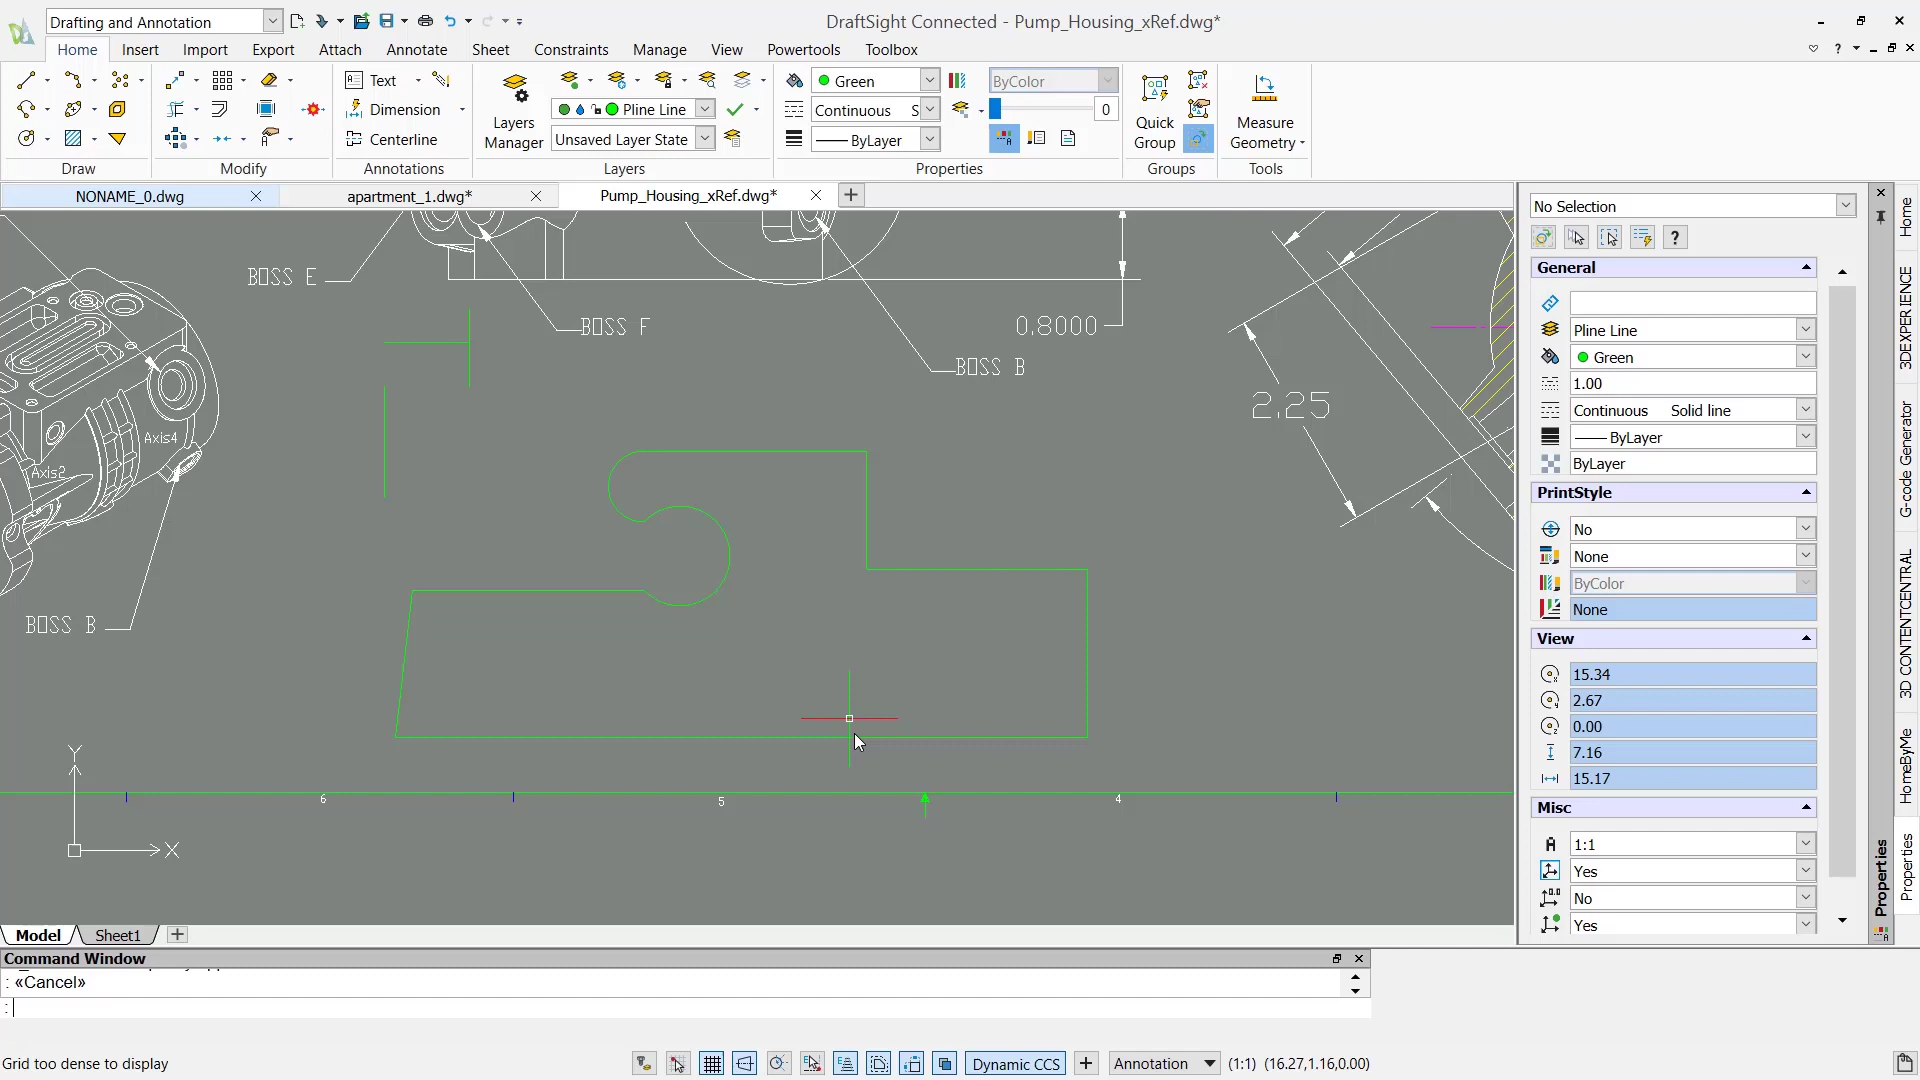 Drafting and Annotation
DraftSight Connected - Pump_Housing_xRef.dwg*
Home Insert Import Export Attach Annotate Sheet Constraints Manage View Powertools Toolbox
Text
Dimension
Centerline
Layers
Manager
Pline Line
Unsaved Layer State
Green
Continuous S
ByLayer
ByColor
0
Quick
Group
Measure
Geometry
Draw Modify Annotations Layers Properties Groups Tools
NONAME_0.dwg apartment_1.dwg* Pump_Housing_xRef.dwg*
BOSS E
BOSS F
0.8000
BOSS B
2.25
Axis4
Axis2
BOSS B
Y
X
6 5 4
No Selection
General
Pline Line
Green
1.00
Continuous Solid line
ByLayer
ByLayer
PrintStyle
No
None
ByColor
None
View
15.34
2.67
0.00
7.16
15.17
Misc
1:1
Yes
No
Yes
Properties
Home
3DEXPERIENCE
G-code Generator
3D CONTENTCENTRAL
HomeByMe
Properties
Model Sheet1
Command Window
: «Cancel»
:
Grid too dense to display
Dynamic CCS
Annotation
(1:1) (16.27,1.16,0.00)